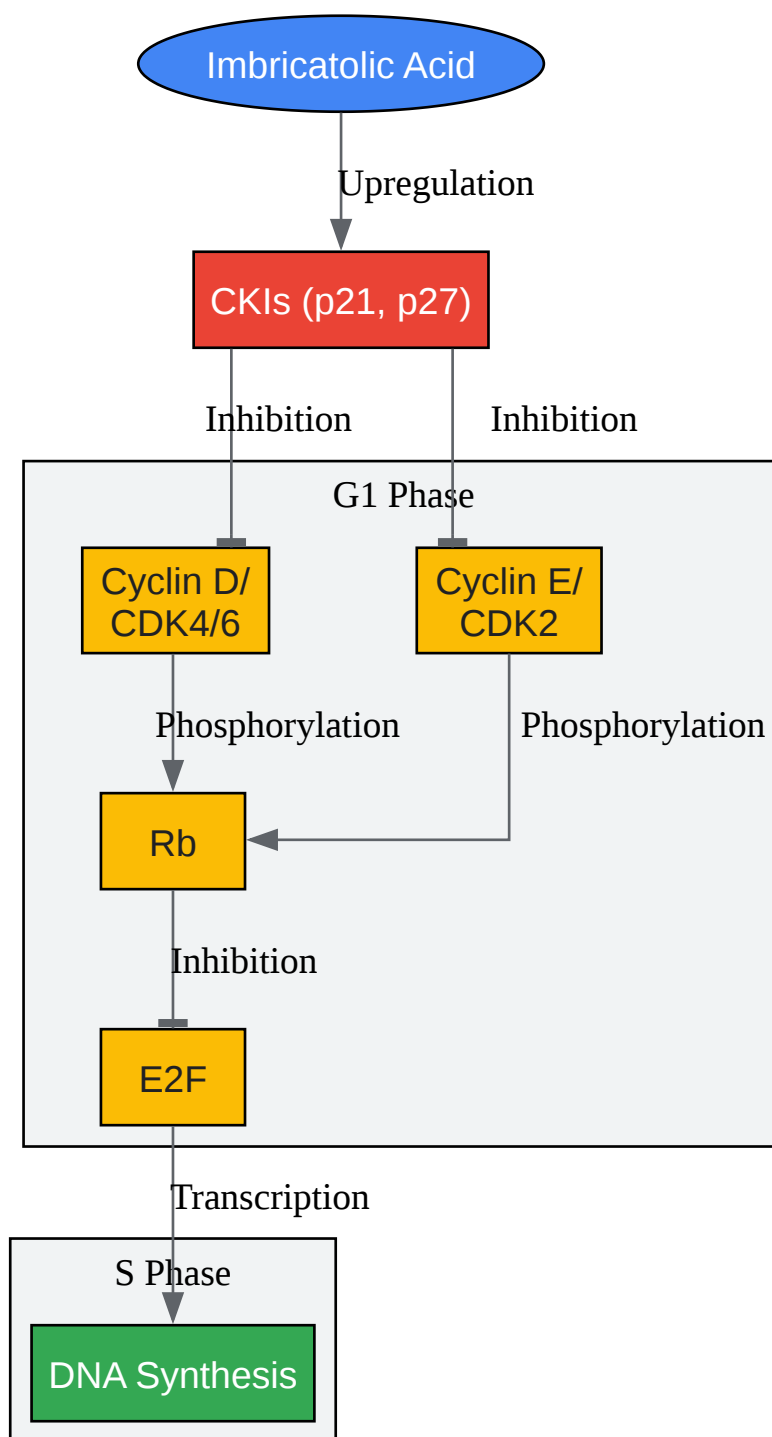 Imbricatolic Acid
Upregulation
CKIs (p21, p27)
Inhibition
Inhibition
G1 Phase
Cyclin D/
CDK4/6
Cyclin E/
CDK2
Phosphorylation
Phosphorylation
Rb
Inhibition
E2F
Transcription
S Phase
DNA Synthesis